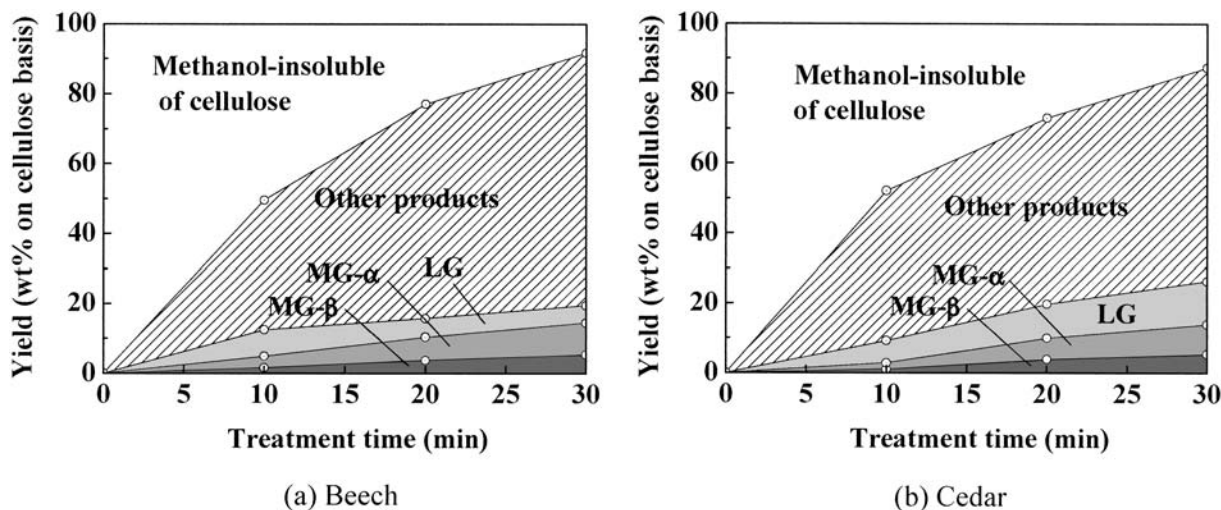 Yield (wt% on cellulose basis)
100
80
60
40
20
0
Methanol-insoluble
of cellulose
Other products
MG-α
LG
MG-β
0 5 10 15 20 25 30
Treatment time (min)
(a) Beech
Yield (wt% on cellulose basis)
100
80
60
40
20
0
Methanol-insoluble
of cellulose
Other products
MG-α
MG-β
LG
0 5 10 15 20 25 30
Treatment time (min)
(b) Cedar